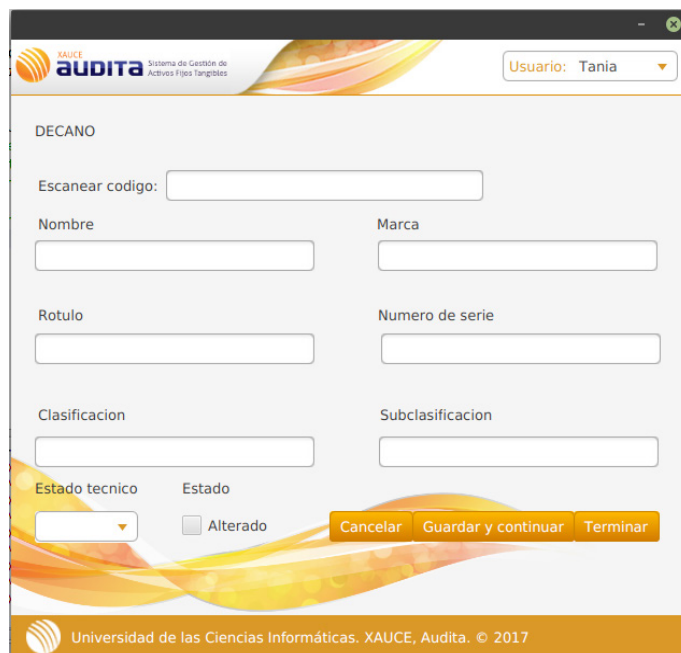 XAUCE
AUDITA Sistema de Gestión de
Activos Fijos Tangibles
Usuario: Tania
DECANO
Escanear codigo:
Nombre Marca
Rotulo Numero de serie
Clasificacion Subclasificacion
Estado tecnico Estado
Alterado Cancelar Guardar y continuar Terminar
Universidad de las Ciencias Informáticas. XAUCE, Audita. © 2017